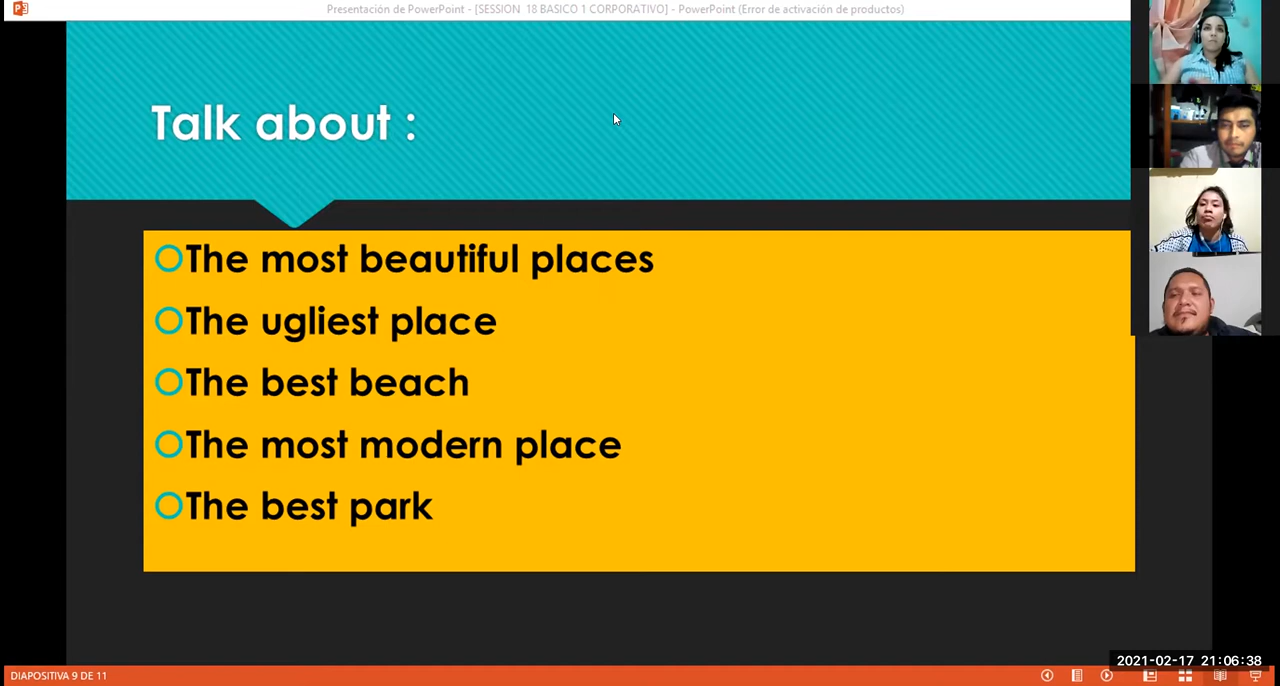 Presentación de PowerPoint - [SESSION 18 BASICO 1 CORPORATIVO] - PowerPoint (Error de activación de productos)
Talk about :
The most beautiful places
The ugliest place
The best beach
The most modern place
The best park
2021-02-17 21:06:38
DIAPOSITIVA 9 DE 11